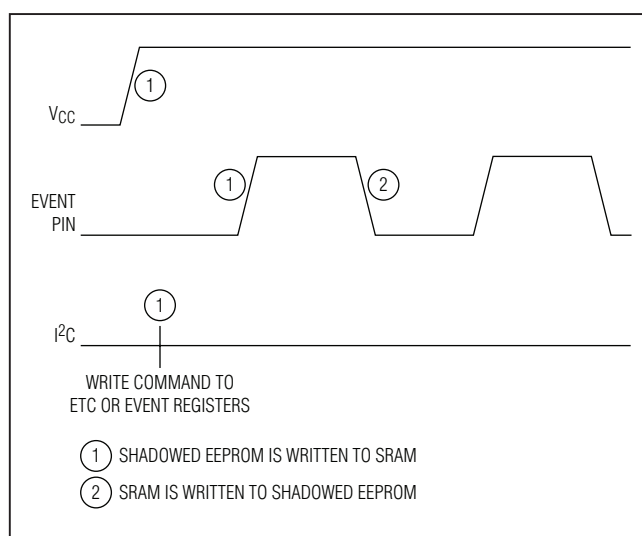 VCC
1
EVENT
PIN
1
2
1
I²C
WRITE COMMAND TO
ETC OR EVENT REGISTERS
1 SHADOWED EEPROM IS WRITTEN TO SRAM
2 SRAM IS WRITTEN TO SHADOWED EEPROM